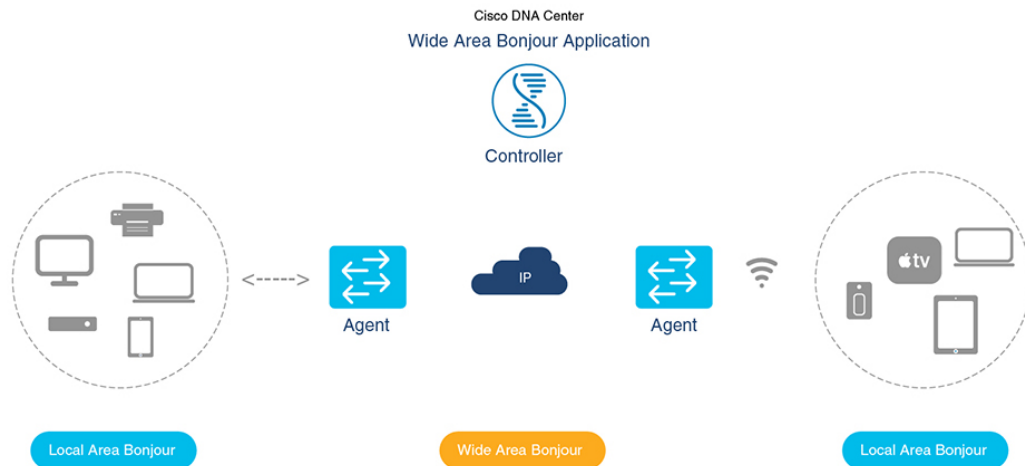 Cisco DNA Center
Wide Area Bonjour Application
Controller
tv
IP
Agent
Agent
Local Area Bonjour
Wide Area Bonjour
Local Area Bonjour